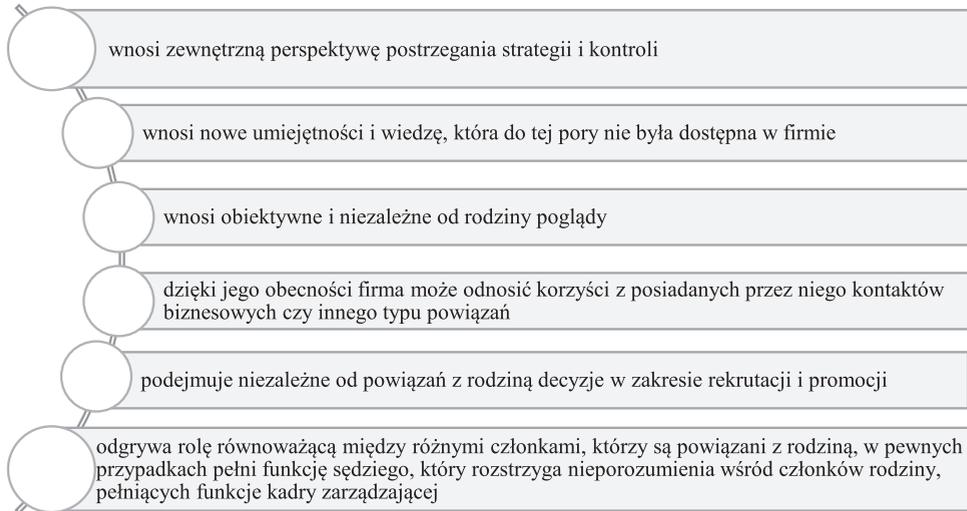 wnosi zewnętrzną perspektywę postrzegania strategii i kontroli
wnosi nowe umiejętności i wiedzę, która do tej pory nie była dostępna w firmie
wnosi obiektywne i niezależne od rodziny poglądy
dzięki jego obecności firma może odnosić korzyści z posiadanych przez niego kontaktów
biznesowych czy innego typu powiązań
podejmuje niezależne od powiązań z rodziną decyzje w zakresie rekrutacji i promocji
odgrywa rolę równoważącą między różnymi członkami, którzy są powiązani z rodziną, w pewnych
przypadkach pełni funkcję sędziego, który rozstrzyga nieporozumienia wśród członków rodziny,
pełniących funkcje kadry zarządzającej